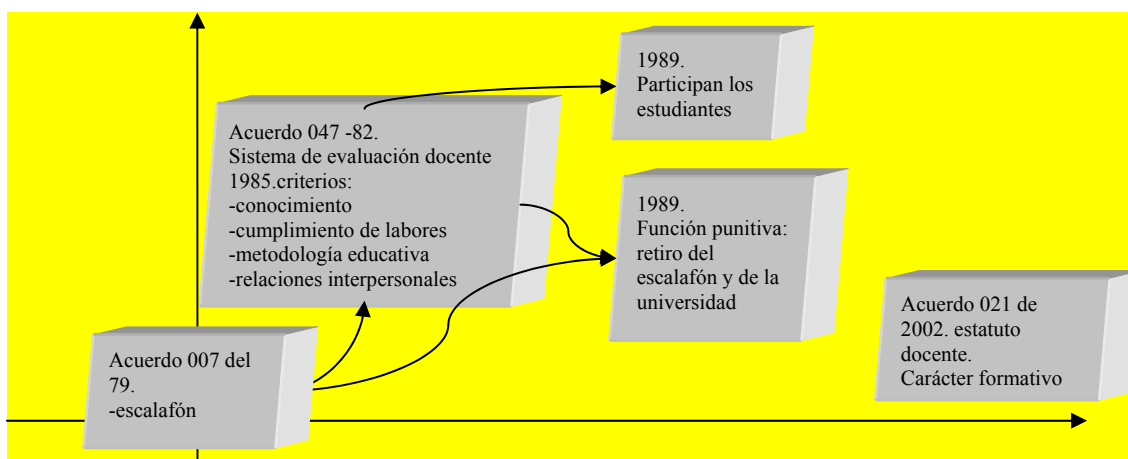 1989.
Participan los
estudiantes
Acuerdo 047 -82.
Sistema de evaluación docente
1985.criterios:
-conocimiento
-cumplimiento de labores
-metodología educativa
-relaciones interpersonales
1989.
Función punitiva:
retiro del
escalafón y de la
universidad
Acuerdo 021 de
2002. estatuto
docente.
Carácter formativo
Acuerdo 007 del
79.
-escalafón